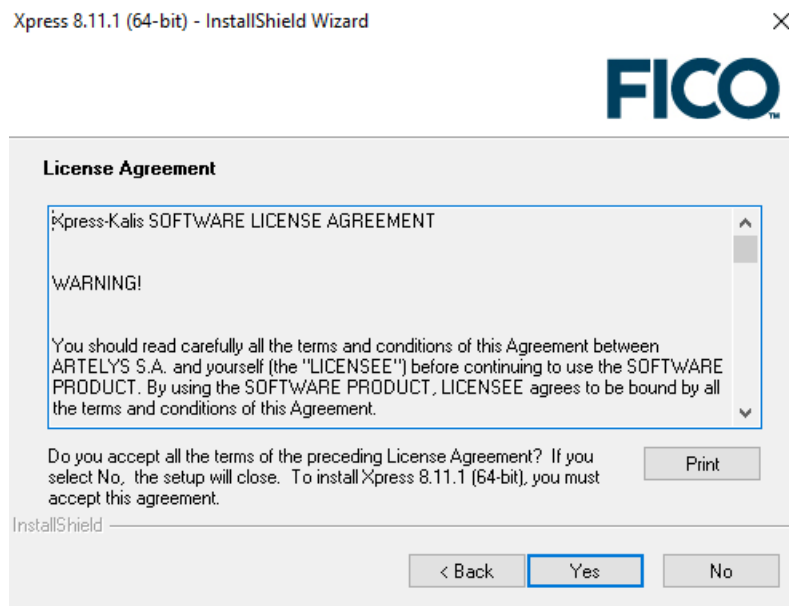 Xpress 8.11.1 (64-bit) - InstallShield Wizard
FICO™
License Agreement
Xpress-Kalis SOFTWARE LICENSE AGREEMENT
WARNING!
You should read carefully all the terms and conditions of this Agreement between
ARTELYS S.A. and yourself (the "LICENSEE") before continuing to use the SOFTWARE
PRODUCT. By using the SOFTWARE PRODUCT, LICENSEE agrees to be bound by all
the terms and conditions of this Agreement.
Do you accept all the terms of the preceding License Agreement? If you
select No, the setup will close. To install Xpress 8.11.1 (64-bit), you must
accept this agreement.
Print
InstallShield
< Back
Yes
No